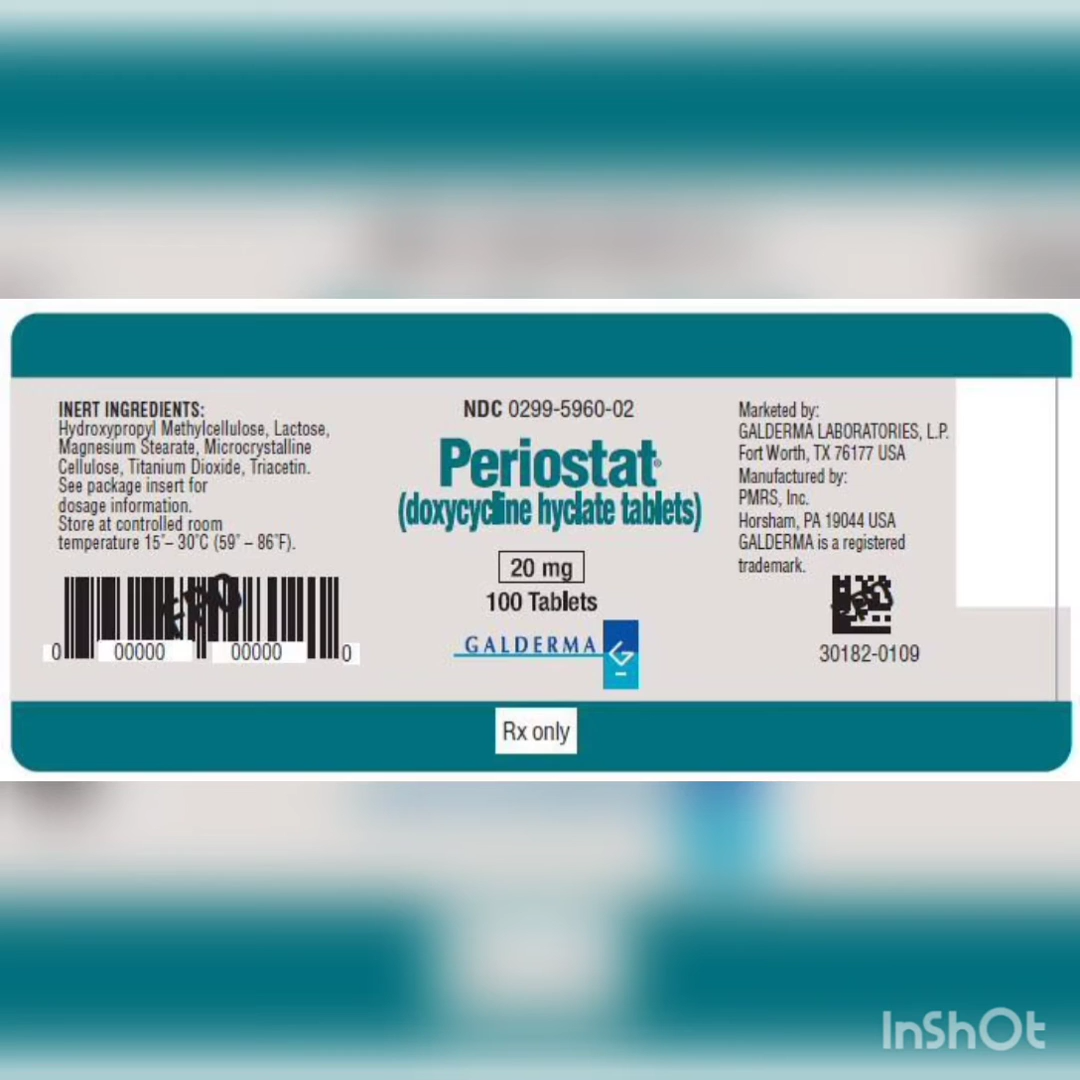 INERT INGREDIENTS:
Hydroxypropyl Methylcellulose, Lactose,
Magnesium Stearate, Microcrystalline
Cellulose, Titanium Dioxide, Triacetin.
See package insert for
dosage information.
Store at controlled room
temperature 15°– 30°C (59° – 86°F).
FPO
0 00000 00000 0
NDC 0299-5960-02
Periostat®
(doxycycline hyclate tablets)
20 mg
100 Tablets
GALDERMA
Rx only
Marketed by:
GALDERMA LABORATORIES, L.P.
Fort Worth, TX 76177 USA
Manufactured by:
PMRS, Inc.
Horsham, PA 19044 USA
GALDERMA is a registered
trademark.
FPO
30182-0109
InShOt